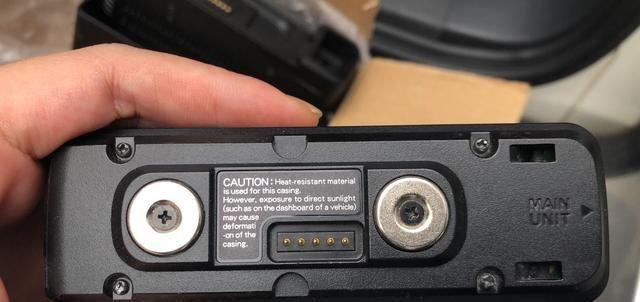 CAUTION : Heat-resistant material
is used for this casing.
However, exposure to direct sunlight
(such as on the dashboard of a vehicle)
may cause
deformati
-on of the
casing.
MAIN
UNIT